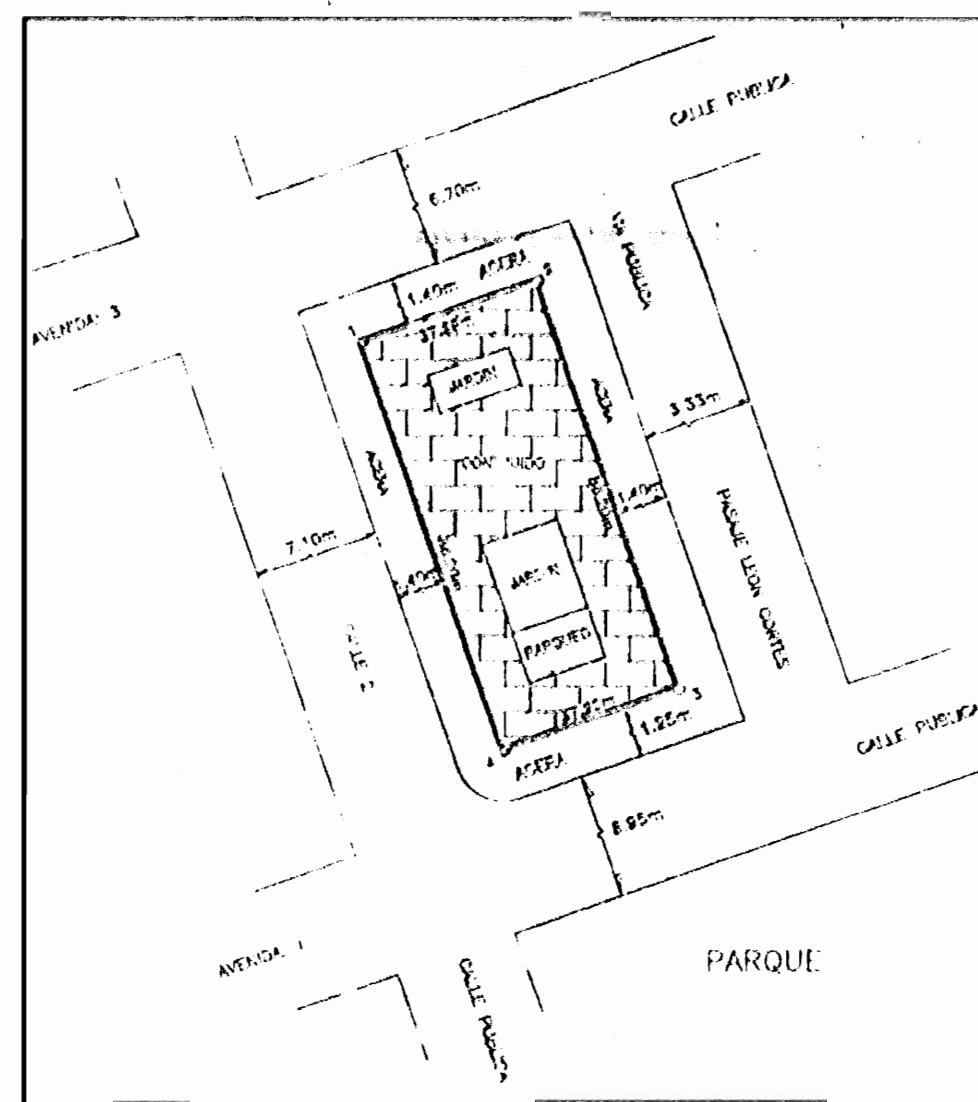 CALLE PUBLICA
6.70m
VIA PUBLICA
ACERA
2
1.40m
1
AVENIDA 3
JARDIN
3.33m
ACERA
ACERA
CONSTRUIDO
1.40m
7.10m
1.40m
PASAJE LEON CORTES
JARDIN
CALLE 2
PARQUEO
3
1.25m
4
ACERA
CALLE PUBLICA
AVENIDA 1
PARQUE
CALLE PUBLICA